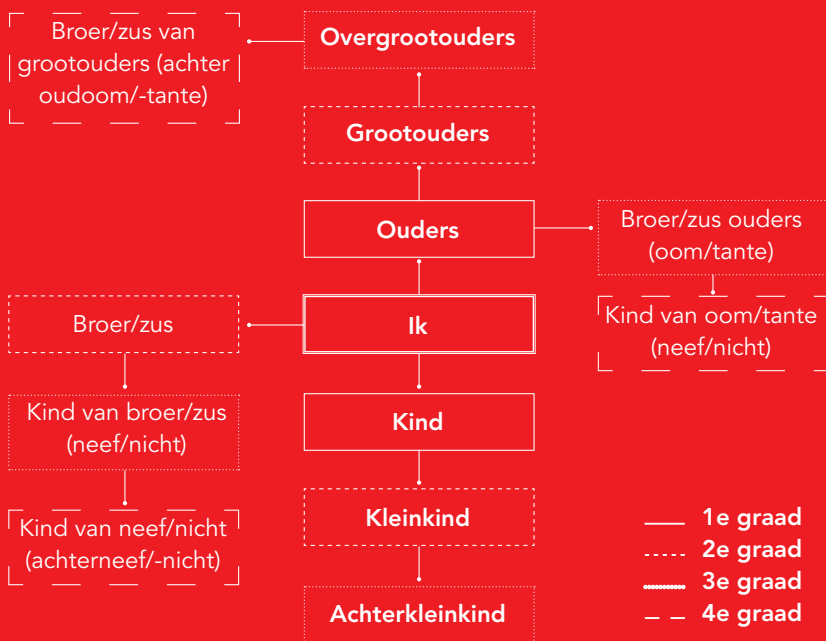 Broer/zus van
grootouders (achter
oudoom/-tante)
Overgrootouders
Grootouders
Ouders
Broer/zus ouders
(oom/tante)
Broer/zus
Ik
Kind van oom/tante
(neef/nicht)
Kind van broer/zus
(neef/nicht)
Kind
Kind van neef/nicht
(achterneef/-nicht)
Kleinkind
Achterkleinkind
1e graad
2e graad
3e graad
4e graad